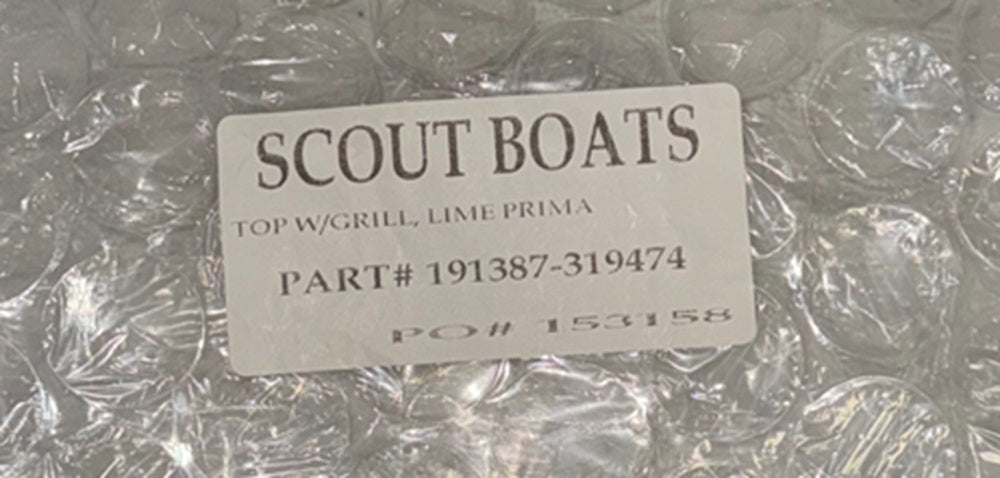 SCOUT BOATS
TOP W/GRILL, LIME PRIMA
PART# 191387-319474
PO# 153158